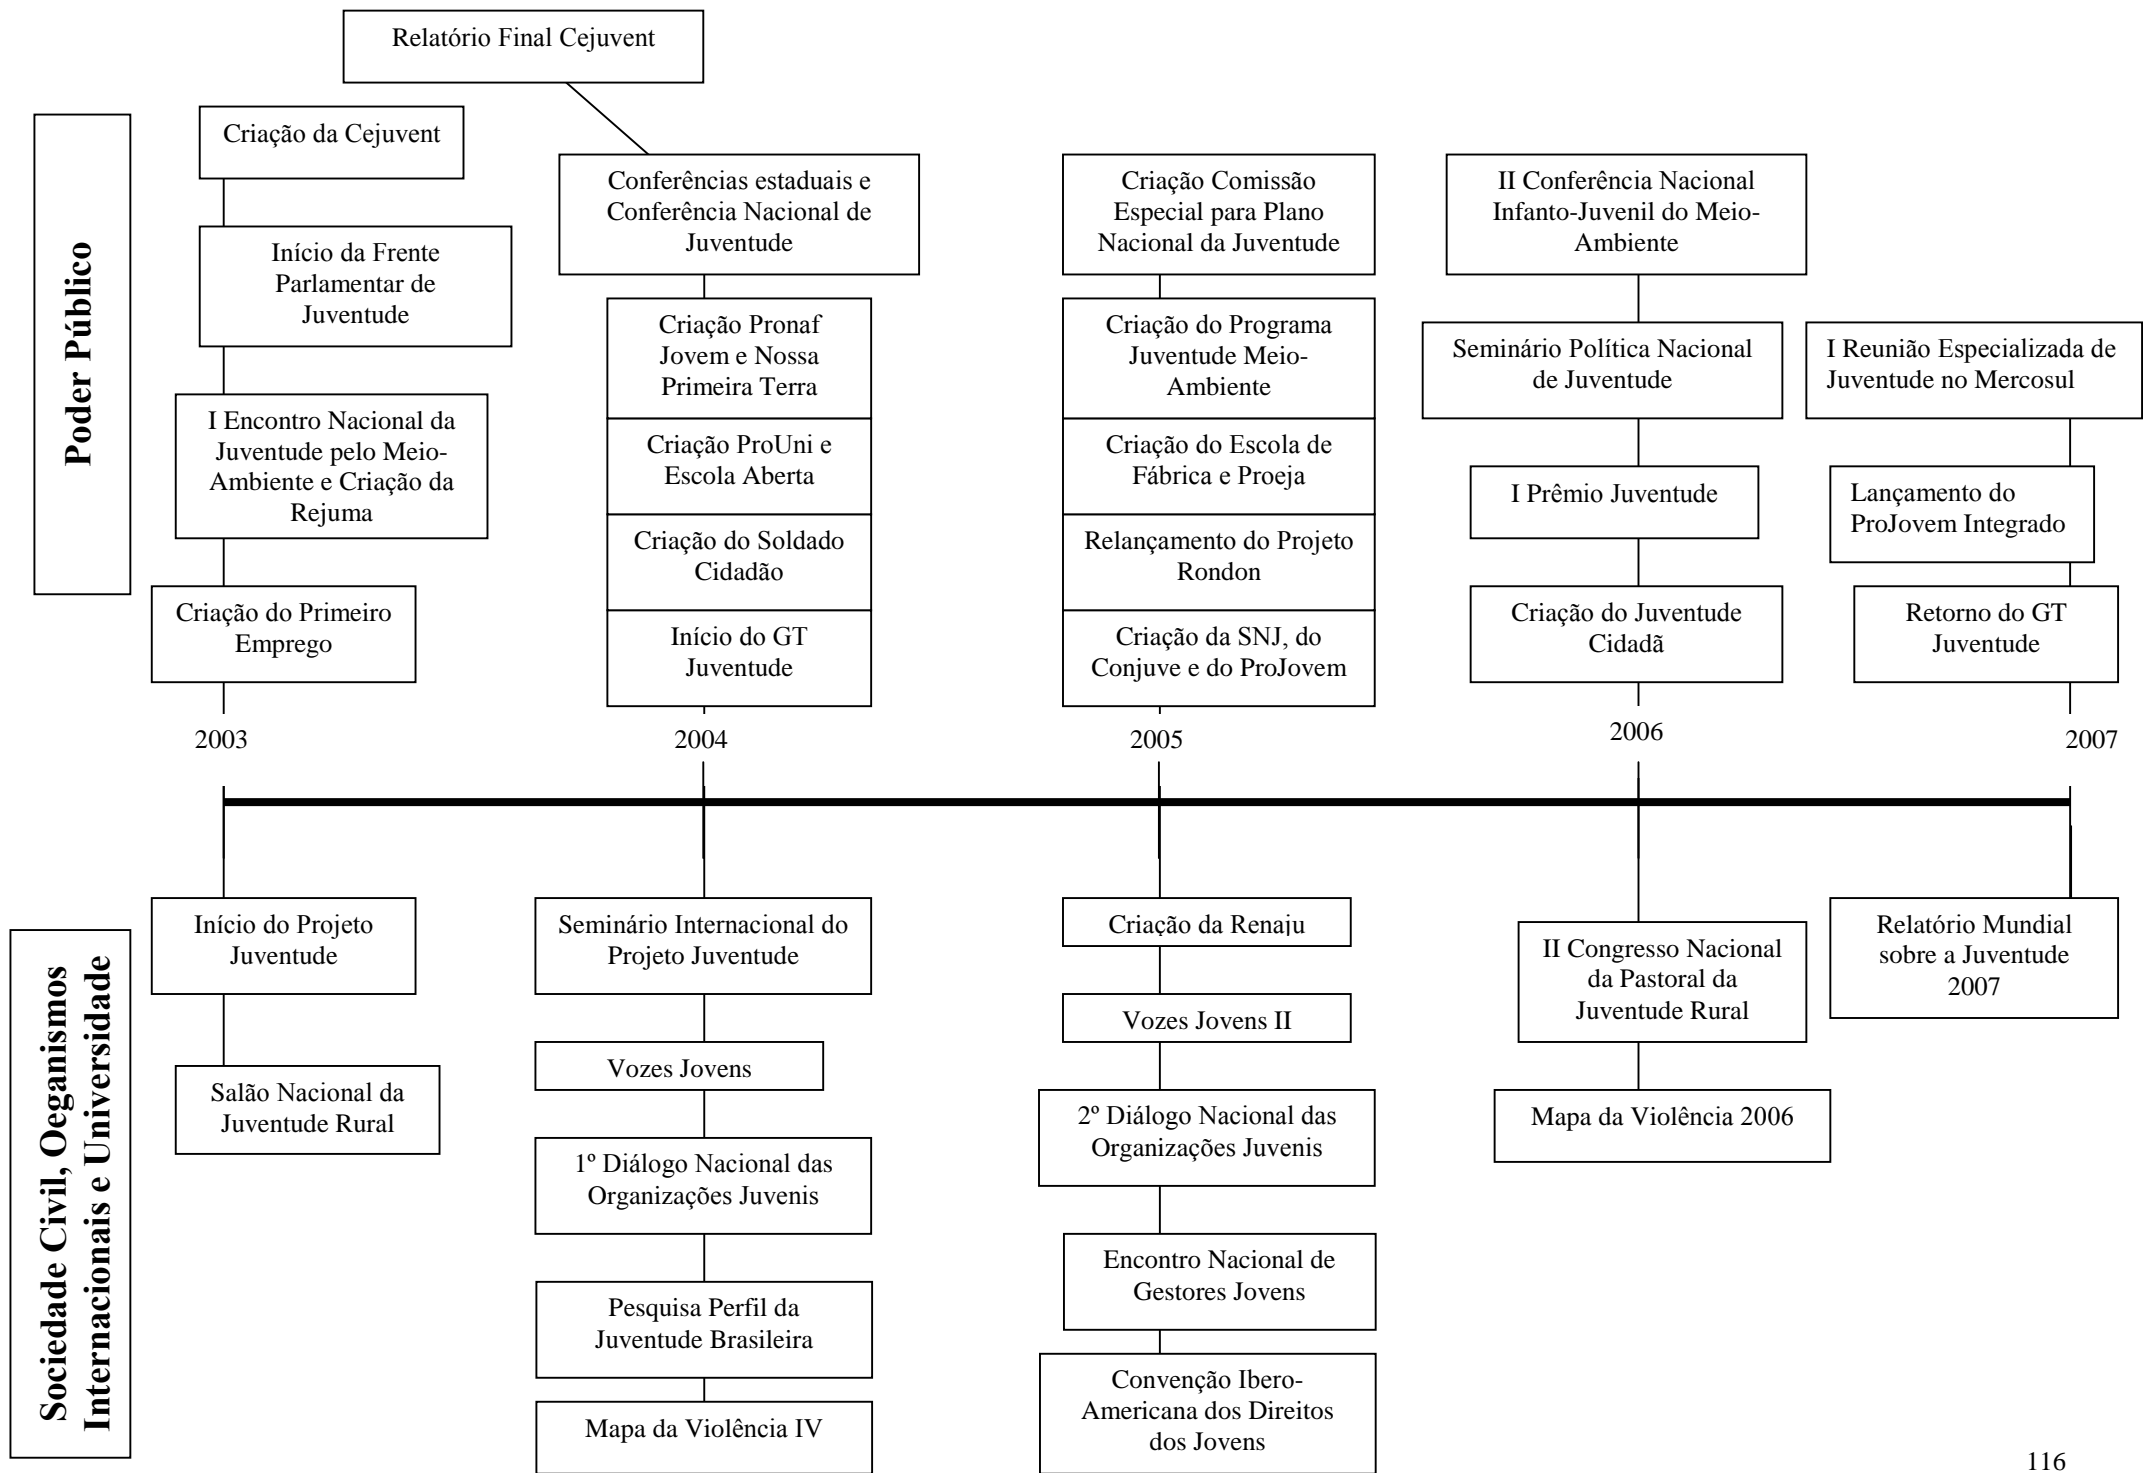 Relatório Final Cejuvent
Poder Público
Criação da Cejuvent
Início da Frente
Parlamentar de
Juventude
I Encontro Nacional da
Juventude pelo Meio-
Ambiente e Criação da
Rejuma
Criação do Primeiro
Emprego
Conferências estaduais e
Conferência Nacional de
Juventude
Criação Pronaf
Jovem e Nossa
Primeira Terra
Criação ProUni e
Escola Aberta
Criação do Soldado
Cidadão
Início do GT
Juventude
Criação Comissão
Especial para Plano
Nacional da Juventude
Criação do Programa
Juventude Meio-
Ambiente
Criação do Escola de
Fábrica e Proeja
Relançamento do Projeto
Rondon
Criação da SNJ, do
Conjuve e do ProJovem
II Conferência Nacional
Infanto-Juvenil do Meio-
Ambiente
Seminário Política Nacional
de Juventude
I Prêmio Juventude
Criação do Juventude
Cidadã
I Reunião Especializada de
Juventude no Mercosul
Lançamento do
ProJovem Integrado
Retorno do GT
Juventude
2003
2004
2005
2006
2007
Sociedade Civil, Oeganismos
Internacionais e Universidade
Início do Projeto
Juventude
Salão Nacional da
Juventude Rural
Seminário Internacional do
Projeto Juventude
Vozes Jovens
1º Diálogo Nacional das
Organizações Juvenis
Pesquisa Perfil da
Juventude Brasileira
Mapa da Violência IV
Criação da Renaju
Vozes Jovens II
2º Diálogo Nacional das
Organizações Juvenis
Encontro Nacional de
Gestores Jovens
Convenção Ibero-
Americana dos Direitos
dos Jovens
II Congresso Nacional
da Pastoral da
Juventude Rural
Mapa da Violência 2006
Relatório Mundial
sobre a Juventude
2007
116